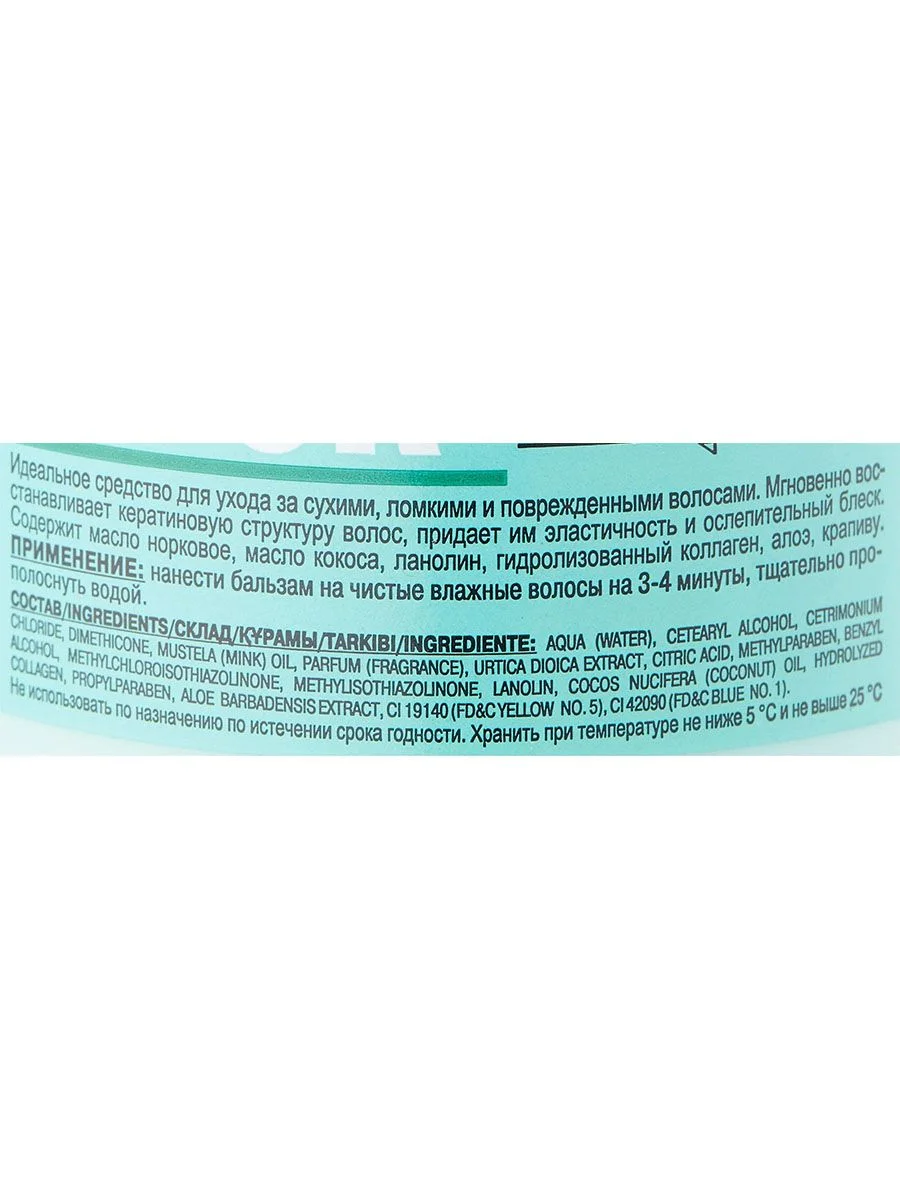 Идеальное средство для ухода за сухими, ломкими и поврежденными волосами. Мгновенно вос-
станавливает кератиновую структуру волос, придает им эластичность и ослепительный блеск.
Содержит масло норковое, масло кокоса, ланолин, гидролизованный коллаген, алоэ, крапиву.
ПРИМЕНЕНИЕ: нанести бальзам на чистые влажные волосы на 3-4 минуты, тщательно про-
полоснуть водой.
СОСТАВ/INGREDIENTS/СКЛАД/ҚҰРАМЫ/TARKIBI/INGREDIENTE: AQUA (WATER), CETEARYL ALCOHOL, CETRIMONIUM
CHLORIDE, DIMETHICONE, MUSTELA (MINK) OIL, PARFUM (FRAGRANCE), URTICA DIOICA EXTRACT, CITRIC ACID, METHYLPARABEN, BENZYL
ALCOHOL, METHYLCHLOROISOTHIAZOLINONE, METHYLISOTHIAZOLINONE, LANOLIN, COCOS NUCIFERA (COCONUT) OIL, HYDROLYZED
COLLAGEN, PROPYLPARABEN, ALOE BARBADENSIS EXTRACT, CI 19140 (FD&C YELLOW NO. 5), CI 42090 (FD&C BLUE NO. 1).
Не использовать по назначению по истечении срока годности. Хранить при температуре не ниже 5 °C и не выше 25 °C